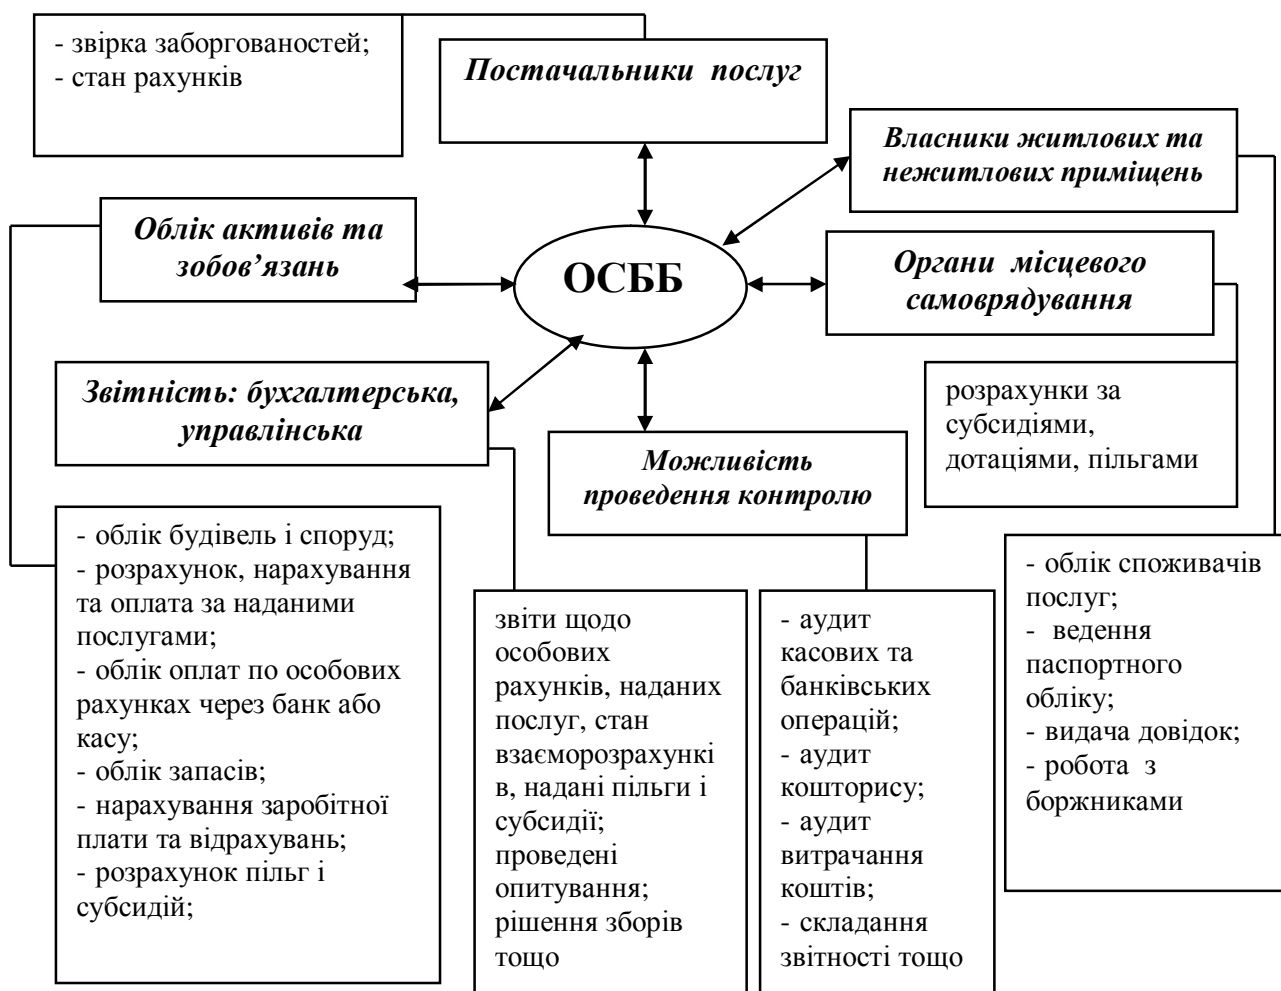 - звірка заборгованостей;
- стан рахунків
Постачальники послуг
Власники житлових та
нежитлових приміщень
Облік активів та
зобов’язань
ОСББ
Органи місцевого
самоврядування
Звітність: бухгалтерська,
управлінська
Можливість
проведення контролю
розрахунки за
субсидіями,
дотаціями, пільгами
- облік будівель і споруд;
- розрахунок, нарахування
та оплата за наданими
послугами;
- облік оплат по особових
рахунках через банк або
касу;
- облік запасів;
- нарахування заробітної
плати та відрахувань;
- розрахунок пільг і
субсидій;
звіти щодо
особових
рахунків, наданих
послуг, стан
взаєморозрахункі
в, надані пільги і
субсидії;
проведені
опитування;
рішення зборів
тощо
- аудит
касових та
банківських
операцій;
- аудит
кошторису;
- аудит
витрачання
коштів;
- складання
звітності тощо
- облік споживачів
послуг;
- ведення
паспортного
обліку;
- видача довідок;
- робота з
боржниками